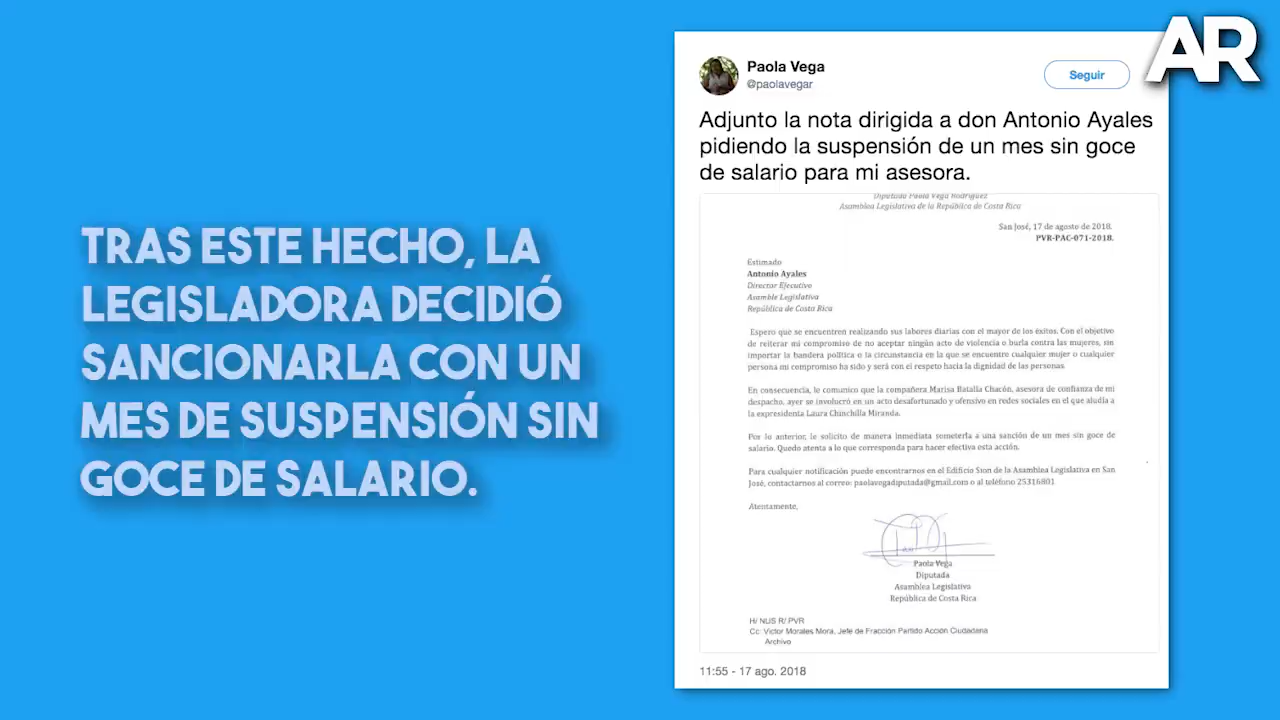 TRAS ESTE HECHO, LA
LEGISLADORA DECIDIÓ
SANCIONARLA CON UN
MES DE SUSPENSIÓN SIN
GOCE DE SALARIO.
AR
Paola Vega
@paolavegar
Seguir
Adjunto la nota dirigida a don Antonio Ayales
pidiendo la suspensión de un mes sin goce
de salario para mi asesora.
Diputada Paola Vega Rodríguez
Asamblea Legislativa de la República de Costa Rica
San José, 17 de agosto de 2018.
PVR-PAC-071-2018.
Estimado
Antonio Ayales
Director Ejecutivo
Asamble Legislativa
República de Costa Rica
Espero que se encuentren realizando sus labores diarias con el mayor de los éxitos. Con el objetivo
de reiterar mi compromiso de no aceptar ningún acto de violencia o burla contra las mujeres, sin
importar la bandera política o la circunstancia en la que se encuentre cualquier mujer o cualquier
persona mi compromiso ha sido y será con el respeto hacia la dignidad de las personas.
En consecuencia, lo comunico que la compañera Marisa Batalla Chacón, asesora de confianza de mi
despacho, ayer se involucró en un acto desafortunado y ofensivo en redes sociales en el que aludía a
la expresidenta Laura Chinchilla Miranda.
Por lo anterior, le solicito de manera inmediata someterla a una sanción de un mes sin goce de
salario. Quedo atenta a lo que corresponda para hacer efectiva esta acción.
Para cualquier notificación puede encontrarnos en el Edificio Sion de la Asamblea Legislativa en San
José, contactarnos al correo: paolavegadiputada@gmail.com o al teléfono 25316801
Atentamente,
Paola Vega
Diputada
Asamblea Legislativa
República de Costa Rica
H/ NUS R/ PVR
Cc: Víctor Morales Mora, Jefe de Fracción Partido Acción Ciudadana
Archivo
11:55 - 17 ago. 2018